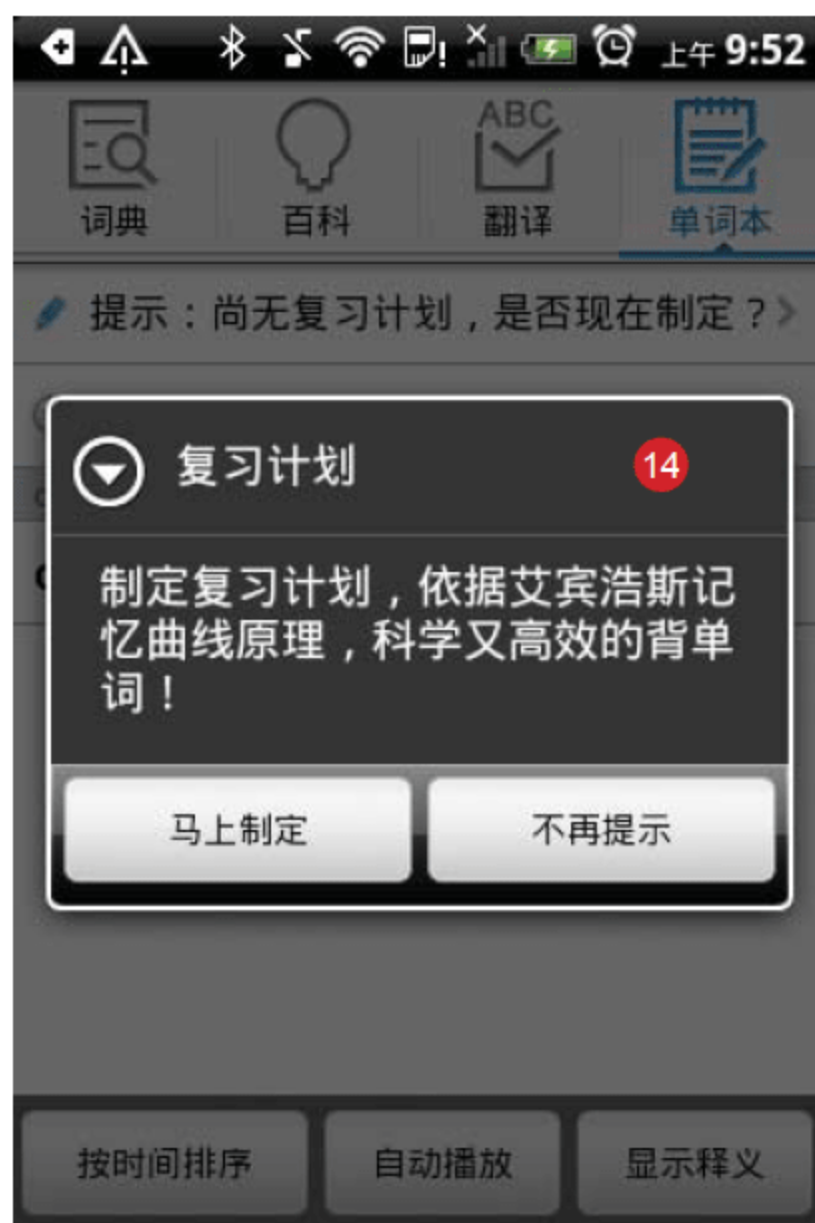 上午 9:52
ABC
词典 百科 翻译 单词本
提示：尚无复习计划，是否现在制定？
复习计划 14
制定复习计划，依据艾宾浩斯记
忆曲线原理，科学又高效的背单
词！
马上制定 不再提示
按时间排序 自动播放 显示释义